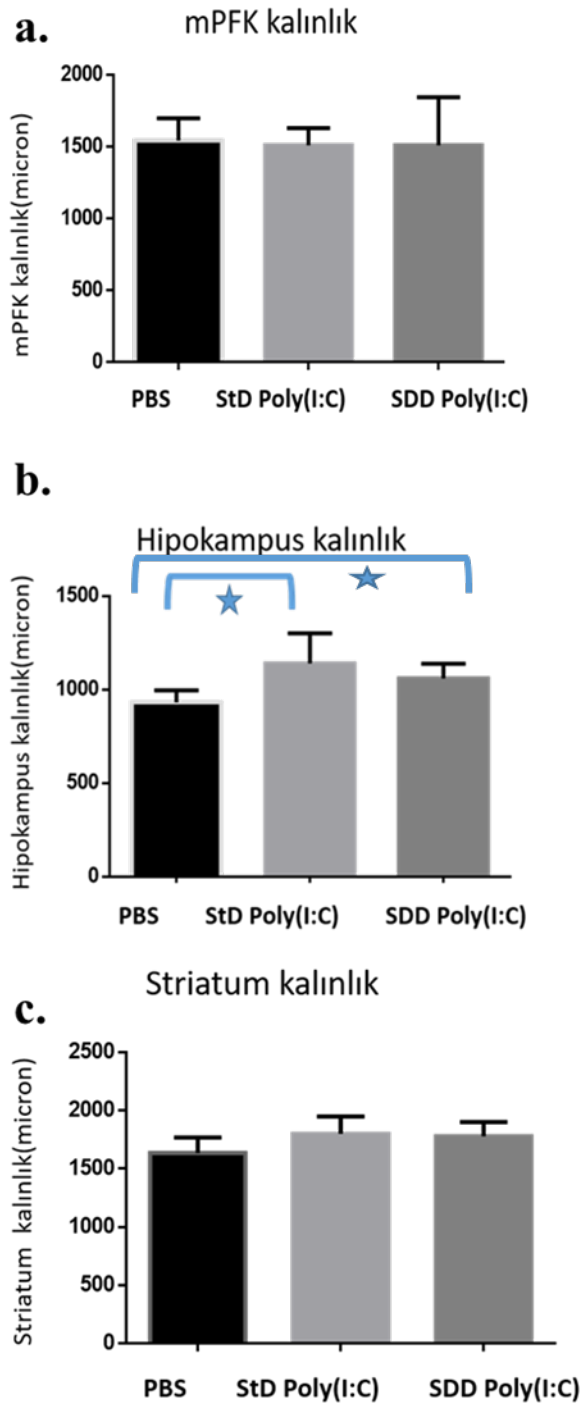 a.
mPFK kalınlık
mPFK kalınlık(micron)
2000
1500
1000
500
0
PBS StD Poly(I:C) SDD Poly(I:C)
b.
Hipokampus kalınlık
Hipokampus kalınlık(micron)
1500
1000
500
0
PBS StD Poly(I:C) SDD Poly(I:C)
Striatum kalınlık
c.
Striatum kalınlık(micron)
2500
2000
1500
1000
500
0
PBS StD Poly(I:C) SDD Poly(I:C)